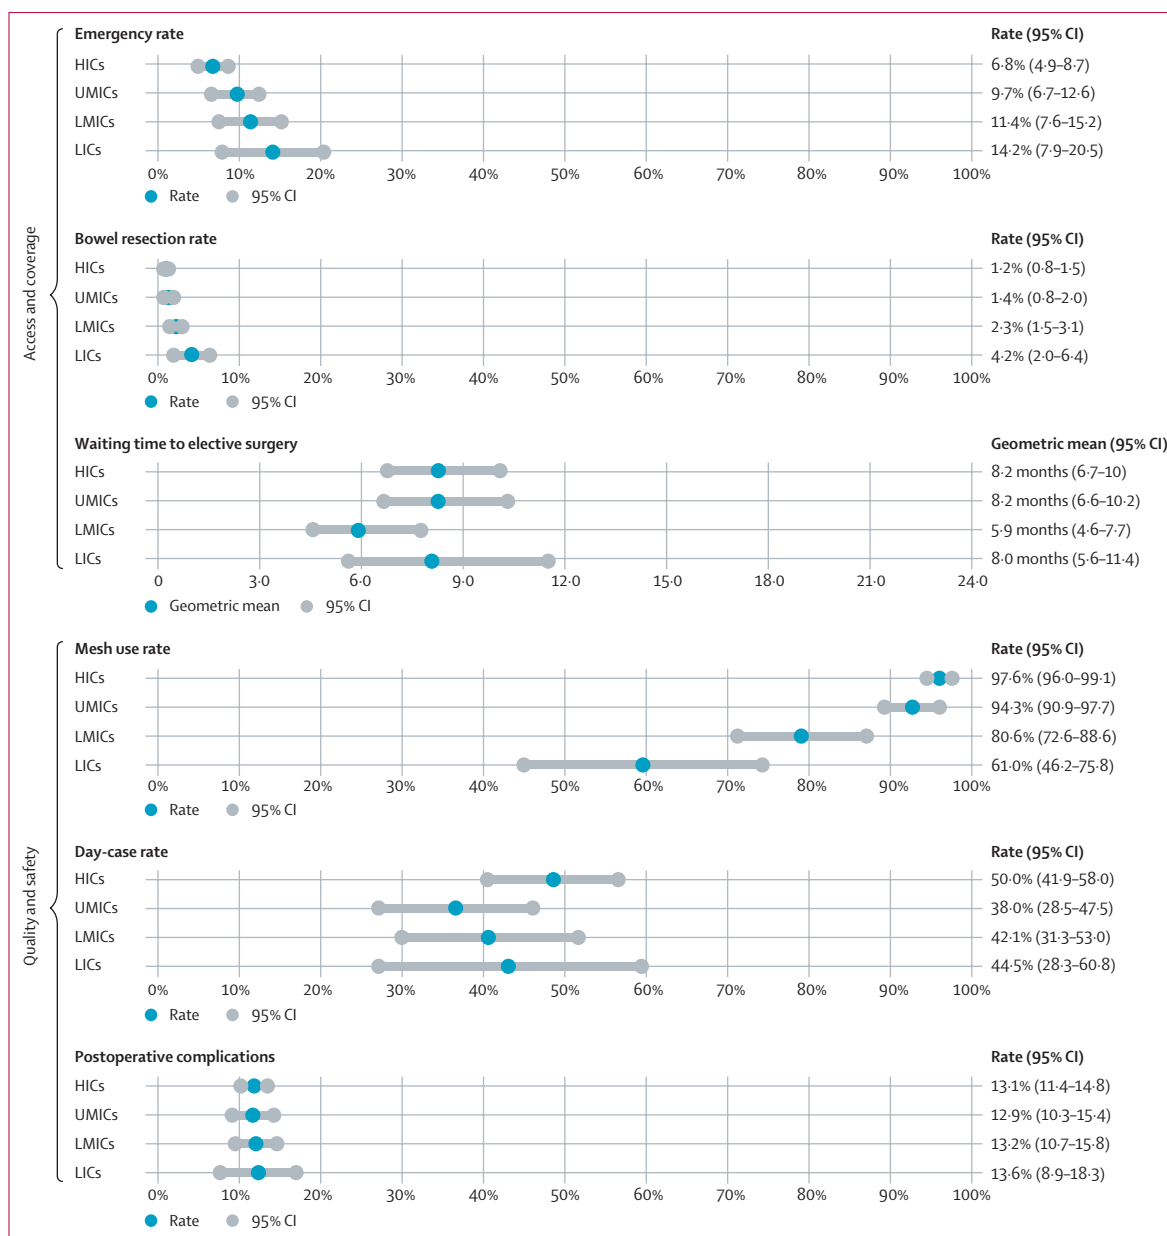 Access and coverage
Emergency rate Rate (95% CI)
HICs 6·8% (4·9–8·7)
UMICs 9·7% (6·7–12·6)
LMICs 11·4% (7·6–15·2)
LICs 14·2% (7·9–20·5)
0% 10% 20% 30% 40% 50% 60% 70% 80% 90% 100%
Rate 95% CI
Bowel resection rate Rate (95% CI)
HICs 1·2% (0·8–1·5)
UMICs 1·4% (0·8–2·0)
LMICs 2·3% (1·5–3·1)
LICs 4·2% (2·0–6·4)
0% 10% 20% 30% 40% 50% 60% 70% 80% 90% 100%
Rate 95% CI
Waiting time to elective surgery Geometric mean (95% CI)
HICs 8·2 months (6·7–10)
UMICs 8·2 months (6·6–10·2)
LMICs 5·9 months (4·6–7·7)
LICs 8·0 months (5·6–11·4)
0 3·0 6·0 9·0 12·0 15·0 18·0 21·0 24·0
Geometric mean 95% CI
Quality and safety
Mesh use rate Rate (95% CI)
HICs 97·6% (96·0–99·1)
UMICs 94·3% (90·9–97·7)
LMICs 80·6% (72·6–88·6)
LICs 61·0% (46·2–75·8)
0% 10% 20% 30% 40% 50% 60% 70% 80% 90% 100%
Rate 95% CI
Day-case rate Rate (95% CI)
HICs 50·0% (41·9–58·0)
UMICs 38·0% (28·5–47·5)
LMICs 42·1% (31·3–53·0)
LICs 44·5% (28·3–60·8)
0% 10% 20% 30% 40% 50% 60% 70% 80% 90% 100%
Rate 95% CI
Postoperative complications Rate (95% CI)
HICs 13·1% (11·4–14·8)
UMICs 12·9% (10·3–15·4)
LMICs 13·2% (10·7–15·8)
LICs 13·6% (8·9–18·3)
0% 10% 20% 30% 40% 50% 60% 70% 80% 90% 100%
Rate 95% CI